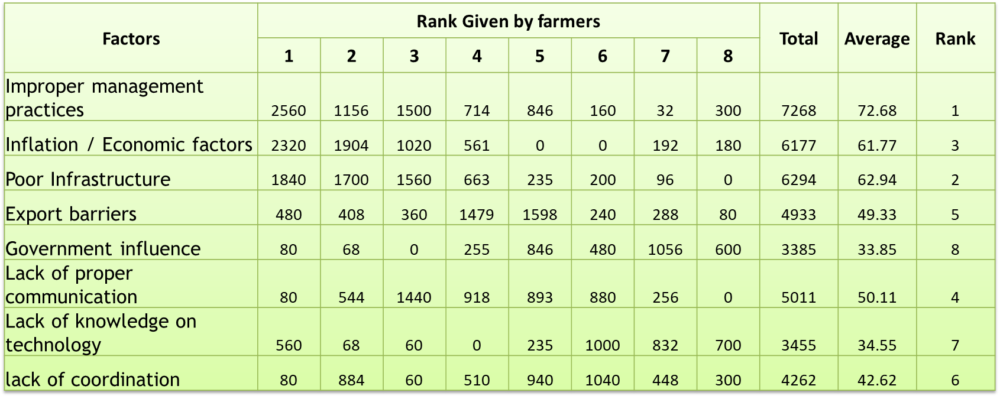 Factors Rank Given by farmers Total Average Rank
1 2 3 4 5 6 7 8
Improper management
practices 2560 1156 1500 714 846 160 32 300 7268 72.68 1
Inflation / Economic factors 2320 1904 1020 561 0 0 192 180 6177 61.77 3
Poor Infrastructure 1840 1700 1560 663 235 200 96 0 6294 62.94 2
Export barriers 480 408 360 1479 1598 240 288 80 4933 49.33 5
Government influence 80 68 0 255 846 480 1056 600 3385 33.85 8
Lack of proper
communication 80 544 1440 918 893 880 256 0 5011 50.11 4
Lack of knowledge on
technology 560 68 60 0 235 1000 832 700 3455 34.55 7
lack of coordination 80 884 60 510 940 1040 448 300 4262 42.62 6